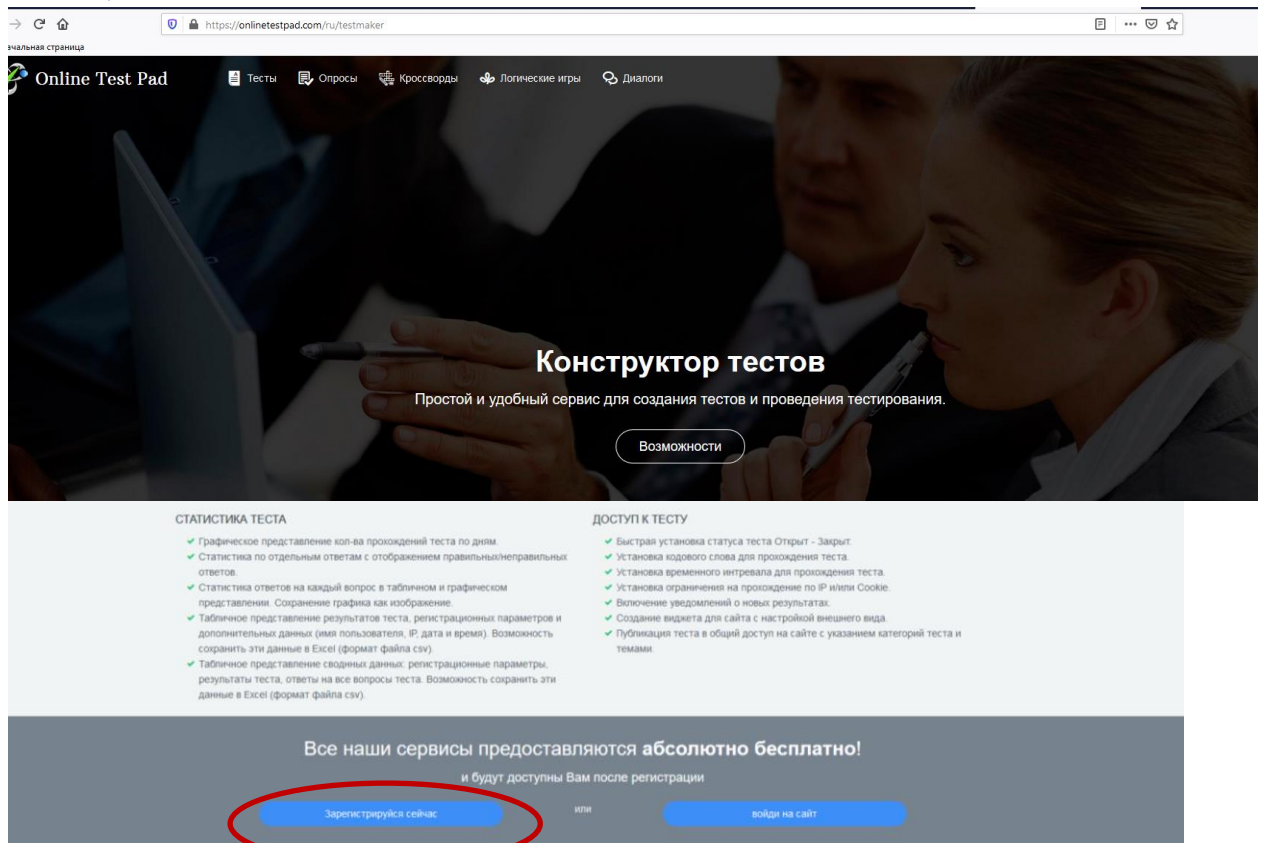 https://onlinetestpad.com/ru/testmaker
ачальная страница
Online Test Pad
Тесты
Опросы
Кроссворды
Логические игры
Диалоги
Конструктор тестов
Простой и удобный сервис для создания тестов и проведения тестирования.
Возможности
СТАТИСТИКА ТЕСТА
Графическое представление кол-ва прохождений теста по дням.
Статистика по отдельным ответам с отображением правильных/неправильных
ответов.
Статистика ответов на каждый вопрос в табличном и графическом
представлении. Сохранение графика как изображение.
Табличное представление результатов теста, регистрационных параметров и
дополнительных данных (имя пользователя, IP, дата и время). Возможность
сохранить эти данные в Excel (формат файла csv).
Табличное представление сводных данных: регистрационные параметры,
результаты теста, ответы на все вопросы теста. Возможность сохранить эти
данные в Excel (формат файла csv).
ДОСТУП К ТЕСТУ
Быстрая установка статуса теста Открыт - Закрыт.
Установка кодового слова для прохождения теста.
Установка временного интревала для прохождения теста.
Установка ограничения на прохождение по IP и/или Cookie.
Включение уведомлений о новых результатах.
Создание виджета для сайта с настройкой внешнего вида.
Публикация теста в общий доступ на сайте с указанием категорий теста и
темами.
Все наши сервисы предоставляются абсолютно бесплатно!
и будут доступны Вам после регистрации
Зарегистрируйся сейчас
или
войди на сайт